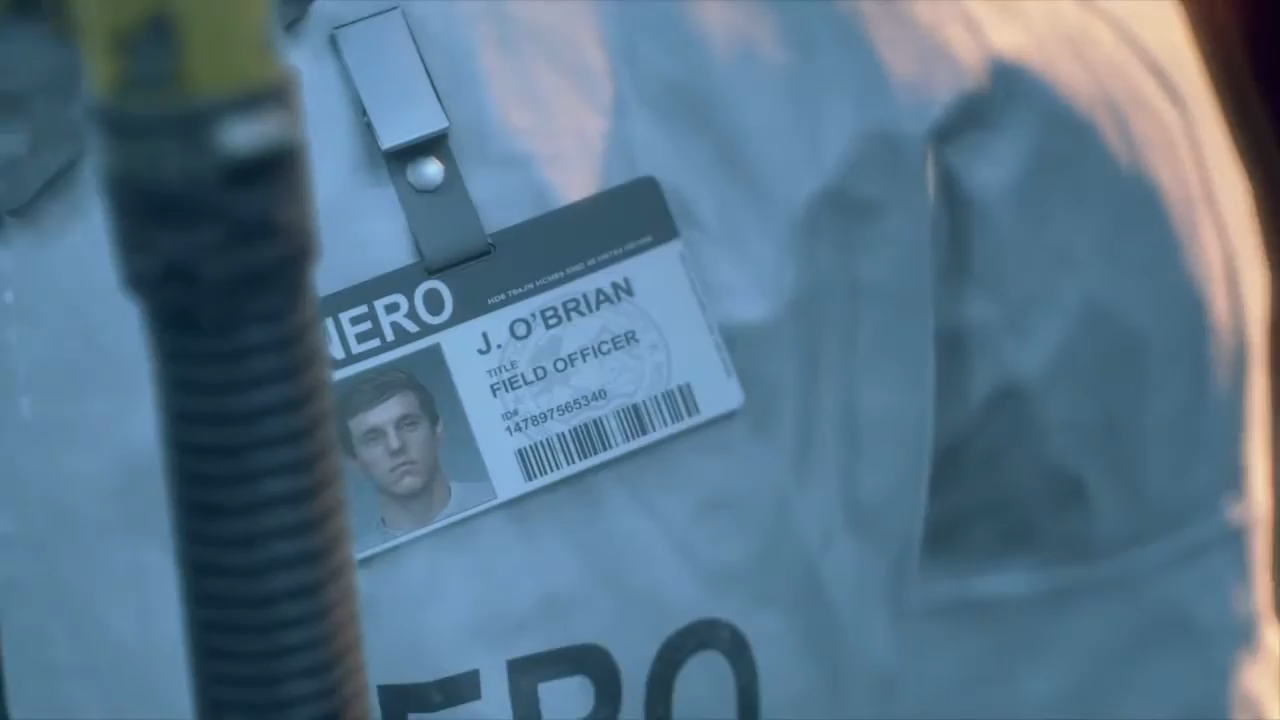 NERO
J. O'BRIAN
TITLE
FIELD OFFICER
ID#
147897565340
ERO